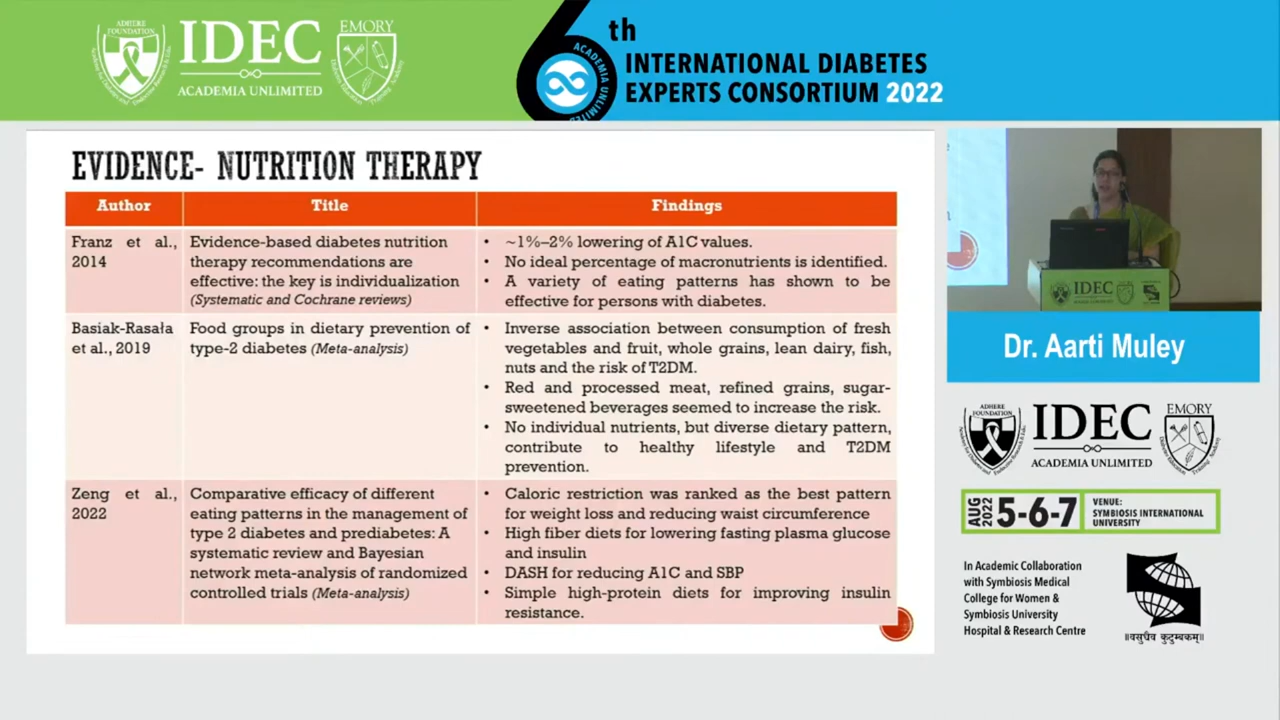 ADHERE
FOUNDATION
IDEC
ACADEMIA UNLIMITED
EMORY
6th
ACADEMIA UNLIMITED
INTERNATIONAL DIABETES
EXPERTS CONSORTIUM 2022
EVIDENCE- NUTRITION THERAPY
Author
Title
Findings
Franz et al.,
2014
Evidence-based diabetes nutrition
therapy recommendations are
effective: the key is individualization
(Systematic and Cochrane reviews)
• ~1%–2% lowering of A1C values.
• No ideal percentage of macronutrients is identified.
• A variety of eating patterns has shown to be
effective for persons with diabetes.
Basiak-Rasała
et al., 2019
Food groups in dietary prevention of
type-2 diabetes (Meta-analysis)
• Inverse association between consumption of fresh
vegetables and fruit, whole grains, lean dairy, fish,
nuts and the risk of T2DM.
• Red and processed meat, refined grains, sugar-
sweetened beverages seemed to increase the risk.
• No individual nutrients, but diverse dietary pattern,
contribute to healthy lifestyle and T2DM
prevention.
Zeng et al.,
2022
Comparative efficacy of different
eating patterns in the management of
type 2 diabetes and prediabetes: A
systematic review and Bayesian
network meta-analysis of randomized
controlled trials (Meta-analysis)
• Caloric restriction was ranked as the best pattern
for weight loss and reducing waist circumference
• High fiber diets for lowering fasting plasma glucose
and insulin
• DASH for reducing A1C and SBP
• Simple high-protein diets for improving insulin
resistance.
IDEC
Dr. Aarti Muley
ADHERE
FOUNDATION
IDEC
ACADEMIA UNLIMITED
EMORY
AUG
2022
5-6-7
VENUE:
SYMBIOSIS INTERNATIONAL
UNIVERSITY
In Academic Collaboration
with Symbiosis Medical
College for Women &
Symbiosis University
Hospital & Research Centre
॥वसुधैव कुटुम्बकम्॥